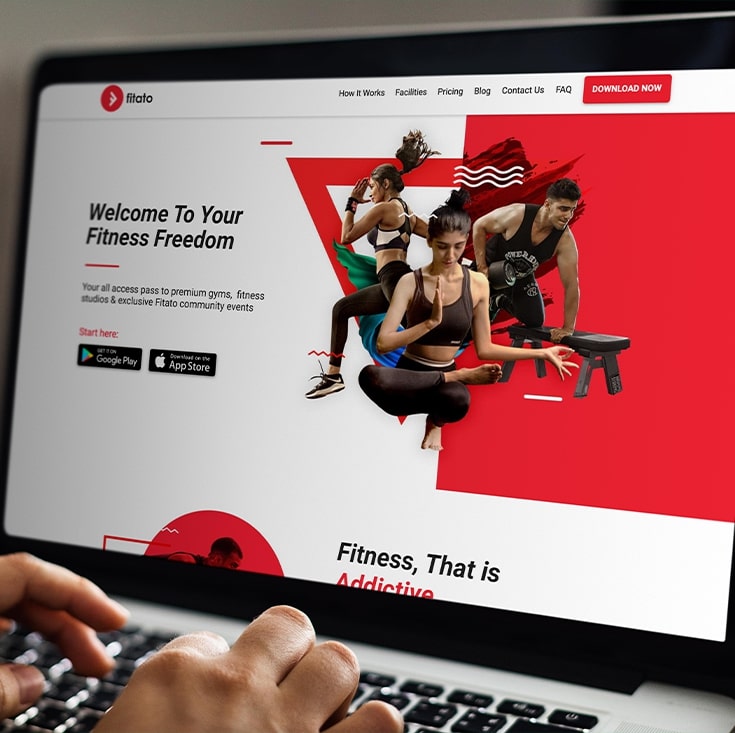 fitato
How It Works
Facilities
Pricing
Blog
Contact Us
FAQ
DOWNLOAD NOW
Welcome To Your
Fitness Freedom
Your all access pass to premium gyms, fitness
studios & exclusive Fitato community events
Start here:
GET IT ON
Google Play
Download on the
App Store
Fitness, That is
Addictive